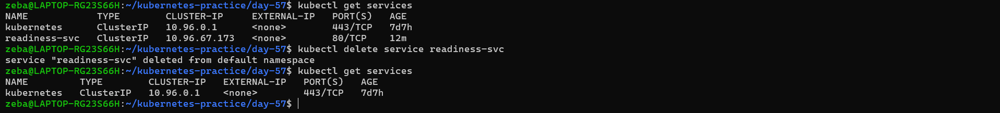 zeba@LAPTOP-RG23S66H:~/kubernetes-practice/day-57$ kubectl get services
NAME            TYPE        CLUSTER-IP     EXTERNAL-IP   PORT(S)   AGE
kubernetes      ClusterIP   10.96.0.1      <none>        443/TCP   7d7h
readiness-svc   ClusterIP   10.96.67.173   <none>        80/TCP    12m
zeba@LAPTOP-RG23S66H:~/kubernetes-practice/day-57$ kubectl delete service readiness-svc
service "readiness-svc" deleted from default namespace
zeba@LAPTOP-RG23S66H:~/kubernetes-practice/day-57$ kubectl get services
NAME         TYPE        CLUSTER-IP   EXTERNAL-IP   PORT(S)   AGE
kubernetes   ClusterIP   10.96.0.1    <none>        443/TCP   7d7h
zeba@LAPTOP-RG23S66H:~/kubernetes-practice/day-57$